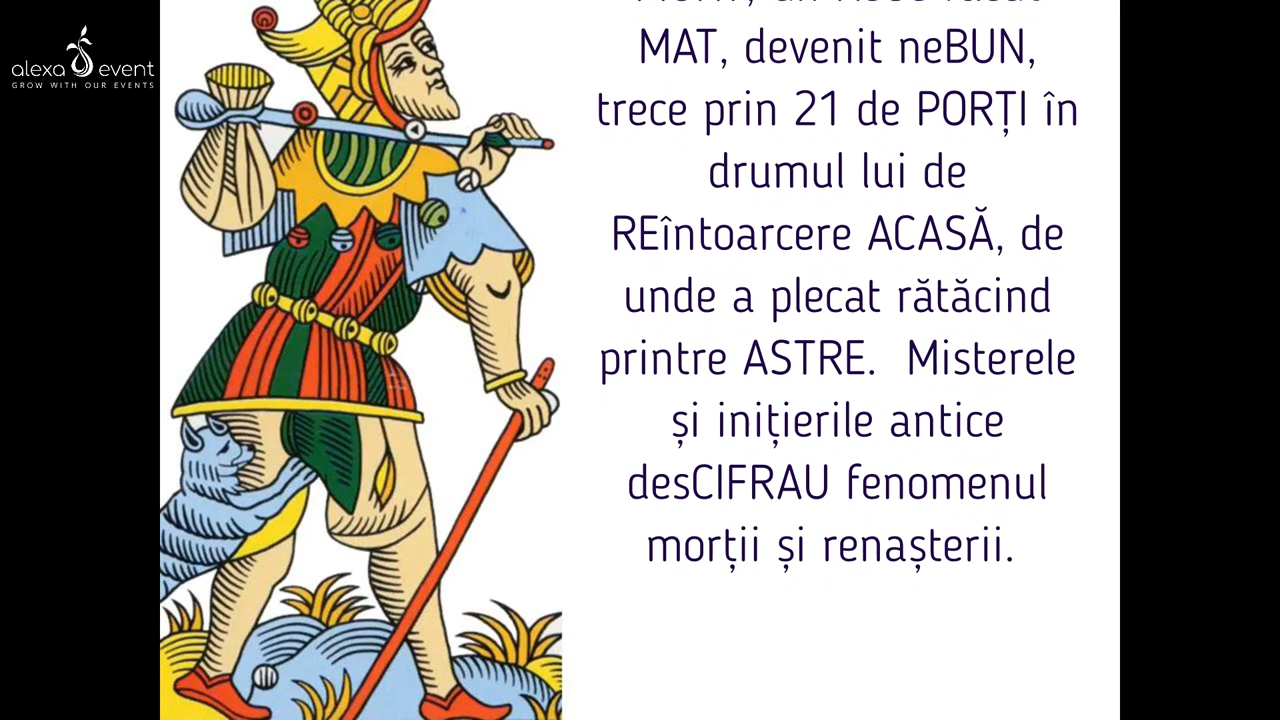 alexa event
GROW WITH OUR EVENTS
MAT, devenit neBUN,
trece prin 21 de PORȚI în
drumul lui de
REîntoarcere ACASĂ, de
unde a plecat rătăcind
printre ASTRE. Misterele
și inițierile antice
desCIFRAU fenomenul
morții și renașterii.